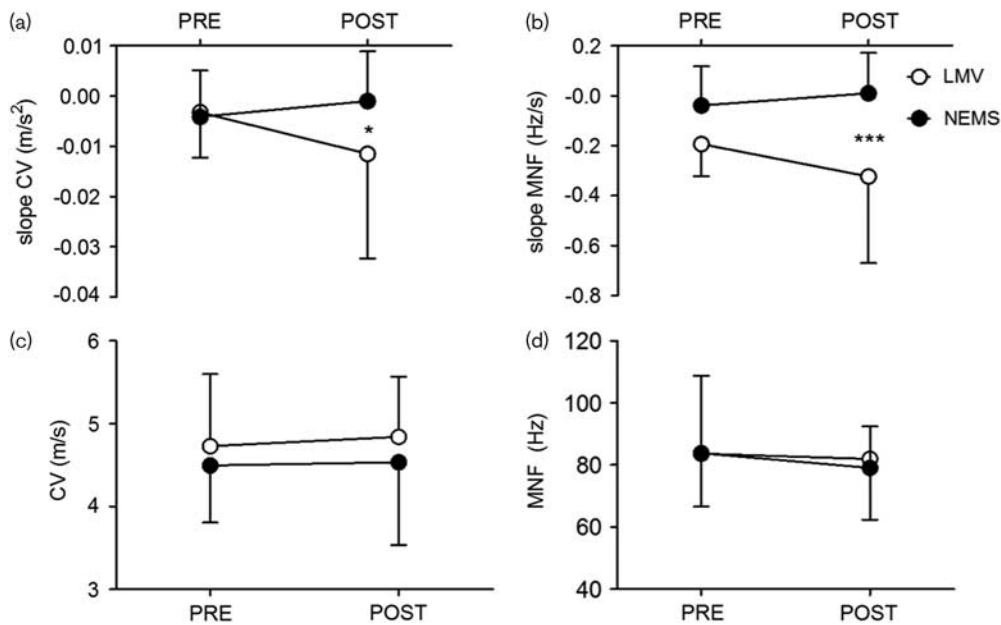 (a)
PRE POST
0.01
0.00
-0.01
-0.02
-0.03
-0.04
slope CV (m/s²)
*
(b)
PRE POST
0.2
-0.0
-0.2
-0.4
-0.6
-0.8
slope MNF (Hz/s)
***
LMV
NEMS
(c)
6
5
4
3
CV (m/s)
PRE POST
(d)
120
100
80
60
40
MNF (Hz)
PRE POST